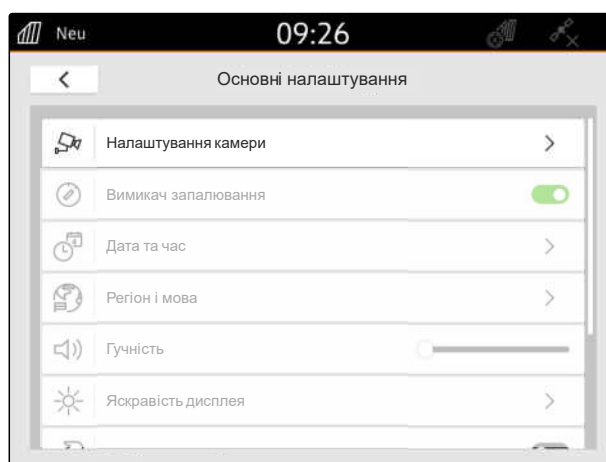 Neu
09:26
Основні налаштування
Налаштування камери
Вимикач запалювання
Дата та час
Регіон і мова
Гучність
Яскравість дисплея